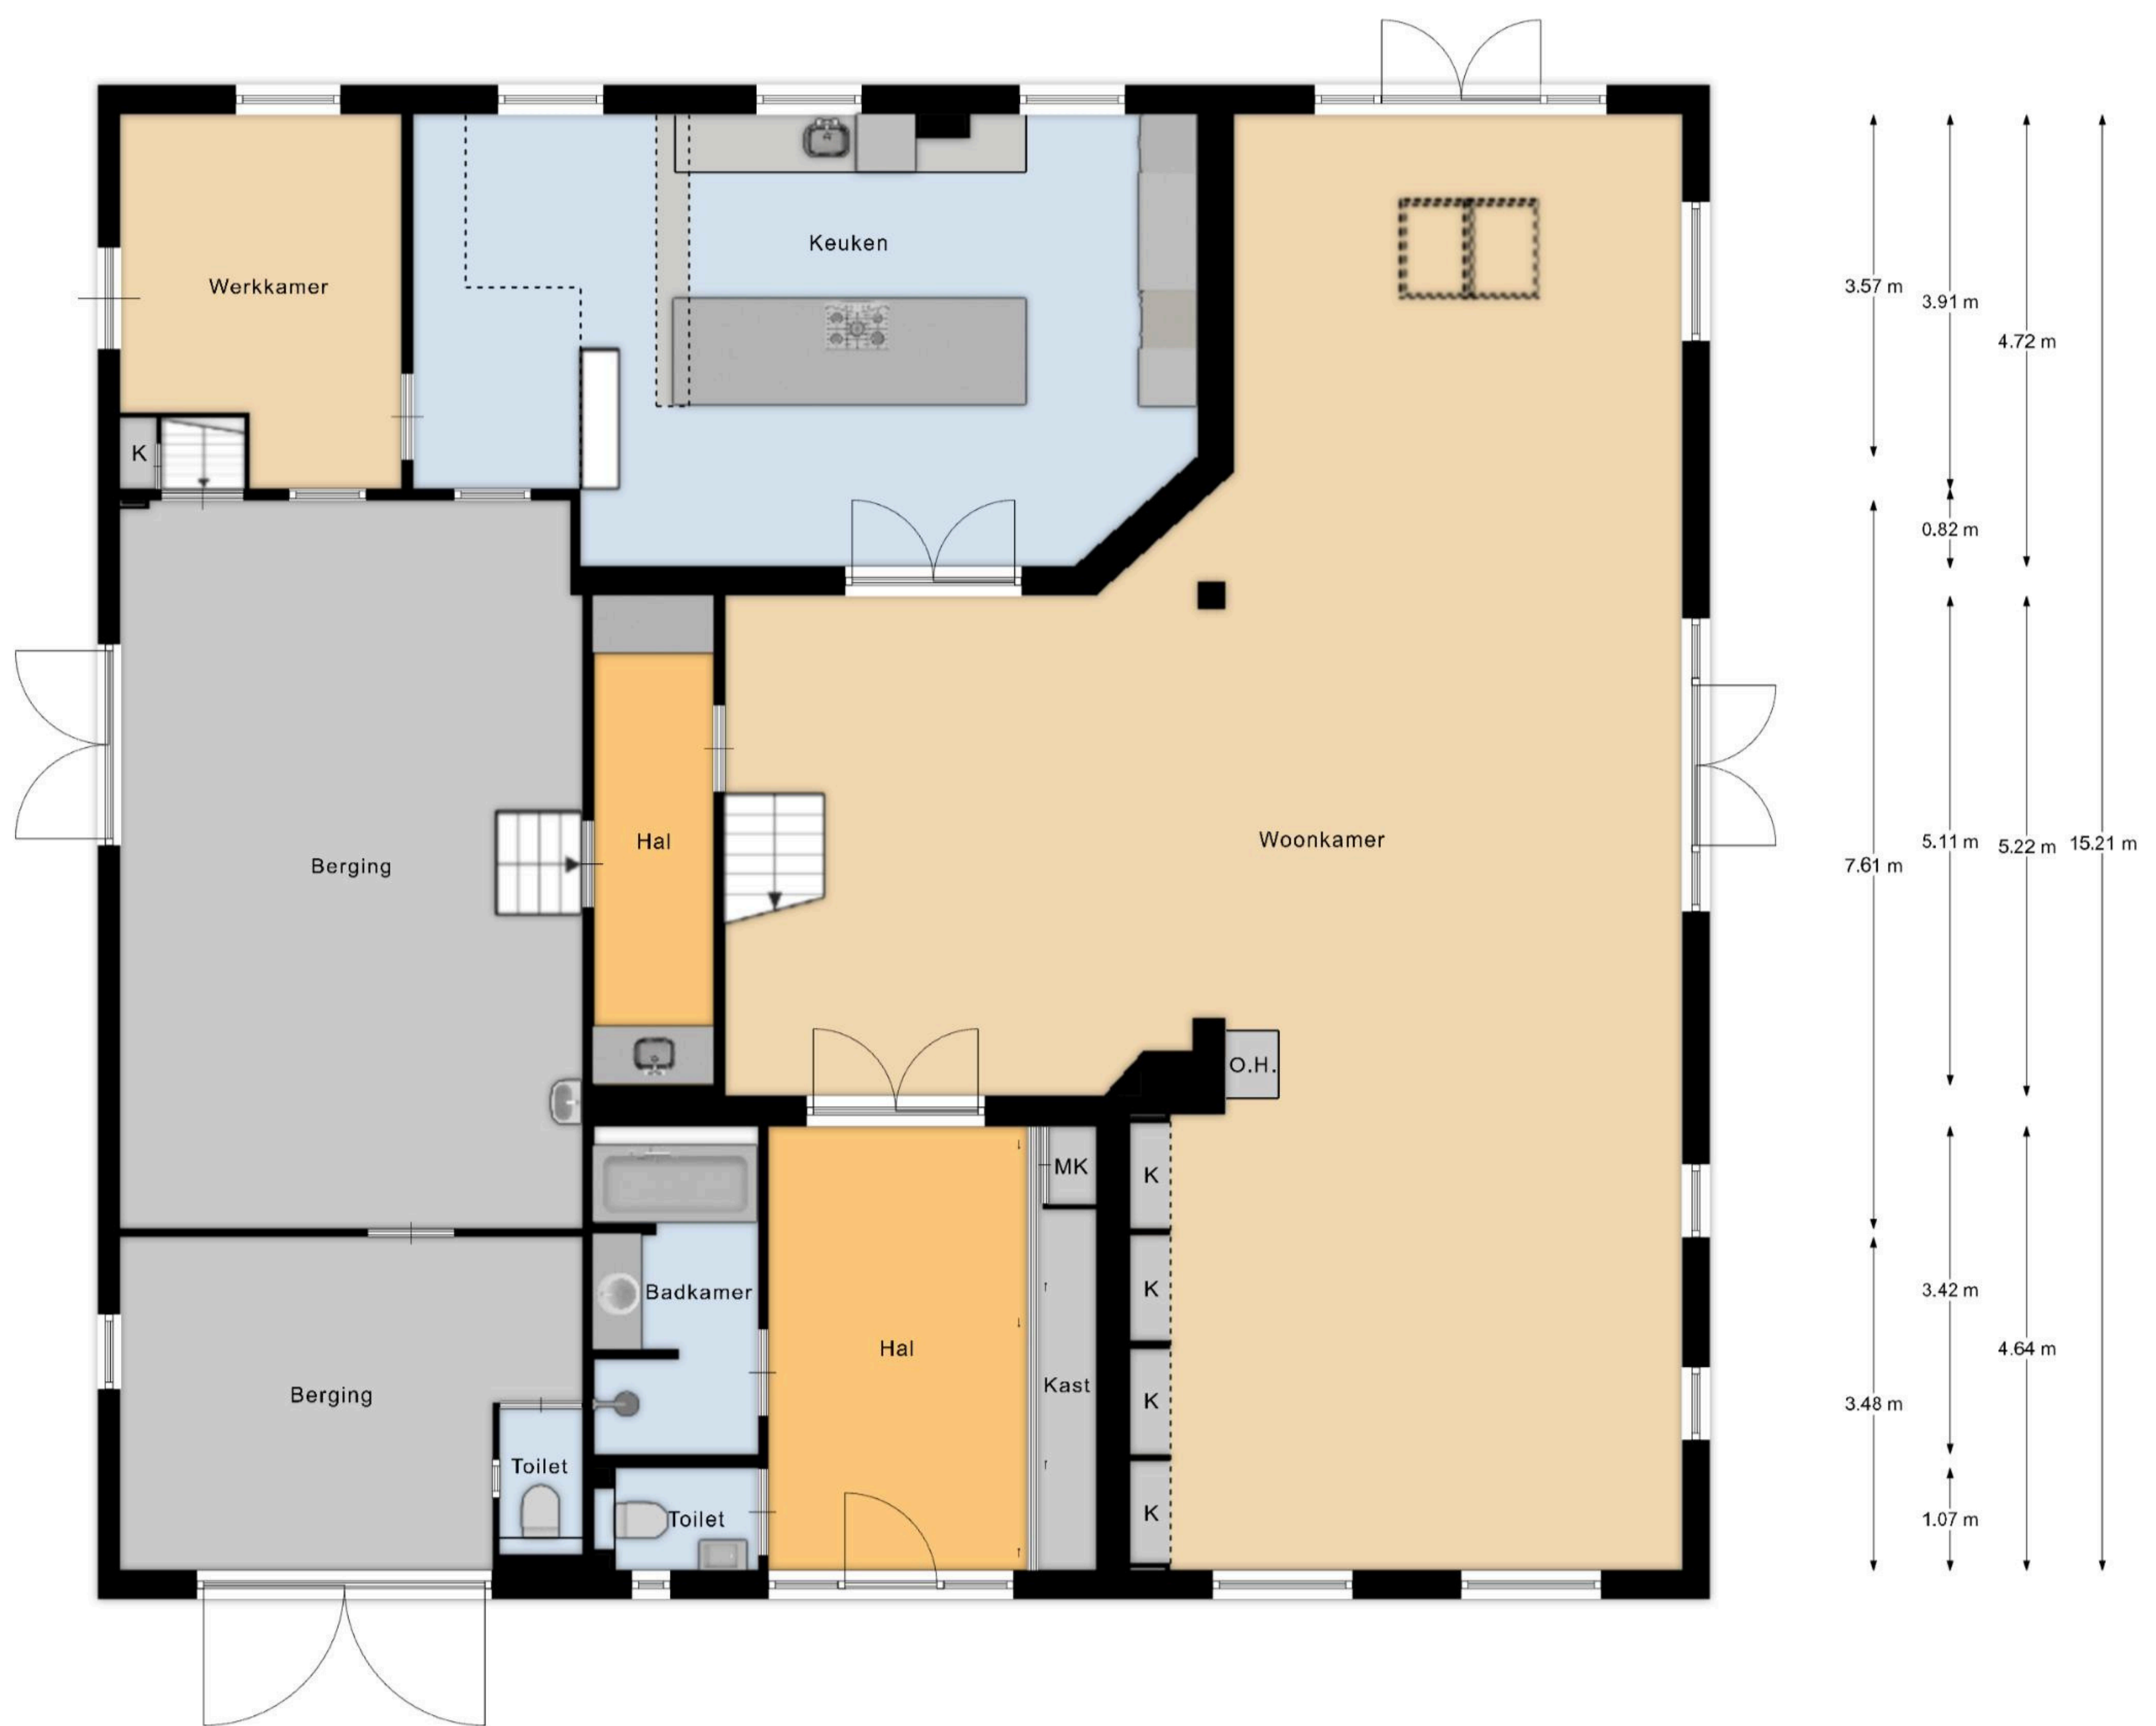 Keuken
Werkkamer
3.57 m
3.91 m
4.72 m
K
0.82 m
Hal
Woonkamer
Berging
7.61 m
5.11 m
5.22 m
15.21 m
O.H.
MK
K
Badkamer
K
3.42 m
Hal
4.64 m
Kast
Berging
K
3.48 m
Toilet
Toilet
K
1.07 m